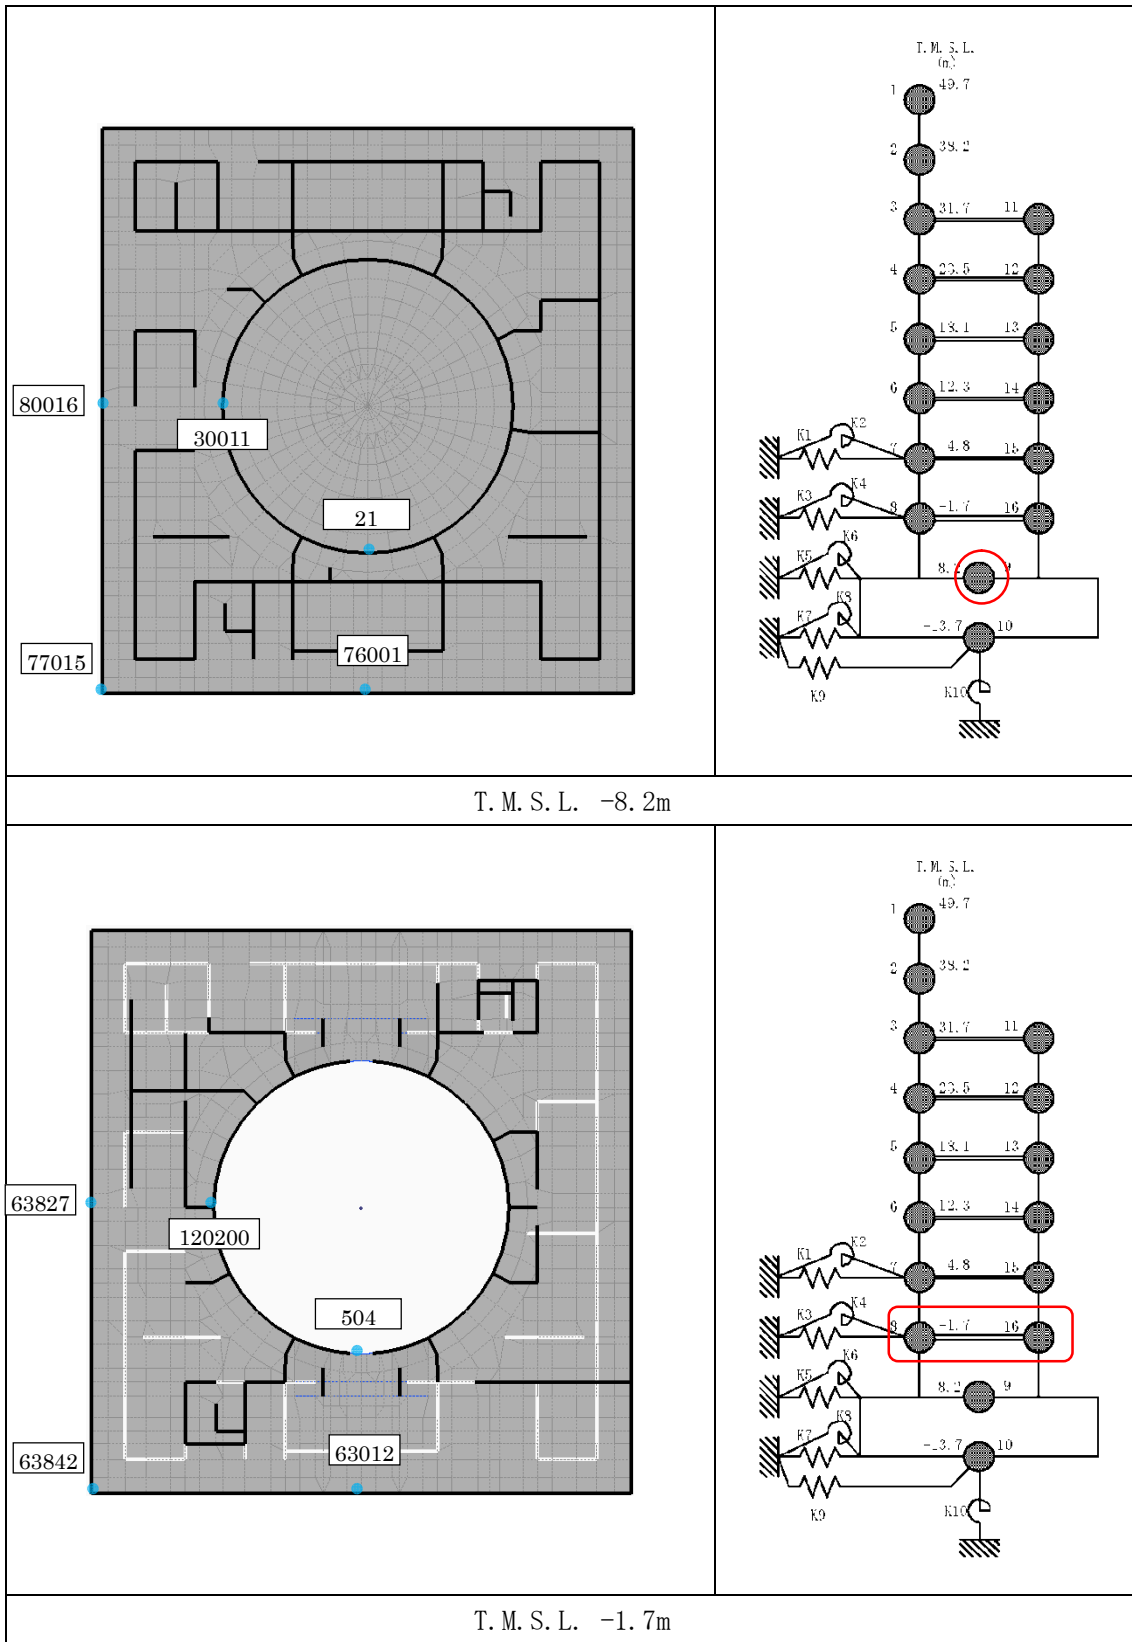 T.M.S.L.
(m)
1 49.7
2 38.2
3 31.7 11
4 23.5 12
5 18.1 13
6 12.3 14
K1 K2
7 4.8 15
K3 K4
8 -1.7 16
K5 K6
8.2 9
K7 K8
-13.7 10
K9 K10
80016
30011
21
76001
77015
T.M.S.L. -8.2m
T.M.S.L.
(m)
1 49.7
2 38.2
3 31.7 11
4 23.5 12
5 18.1 13
6 12.3 14
K1 K2
7 4.8 15
K3 K4
8 -1.7 16
K5 K6
8.2 9
K7 K8
-13.7 10
K9 K10
63827
120200
504
63012
63842
T.M.S.L. -1.7m